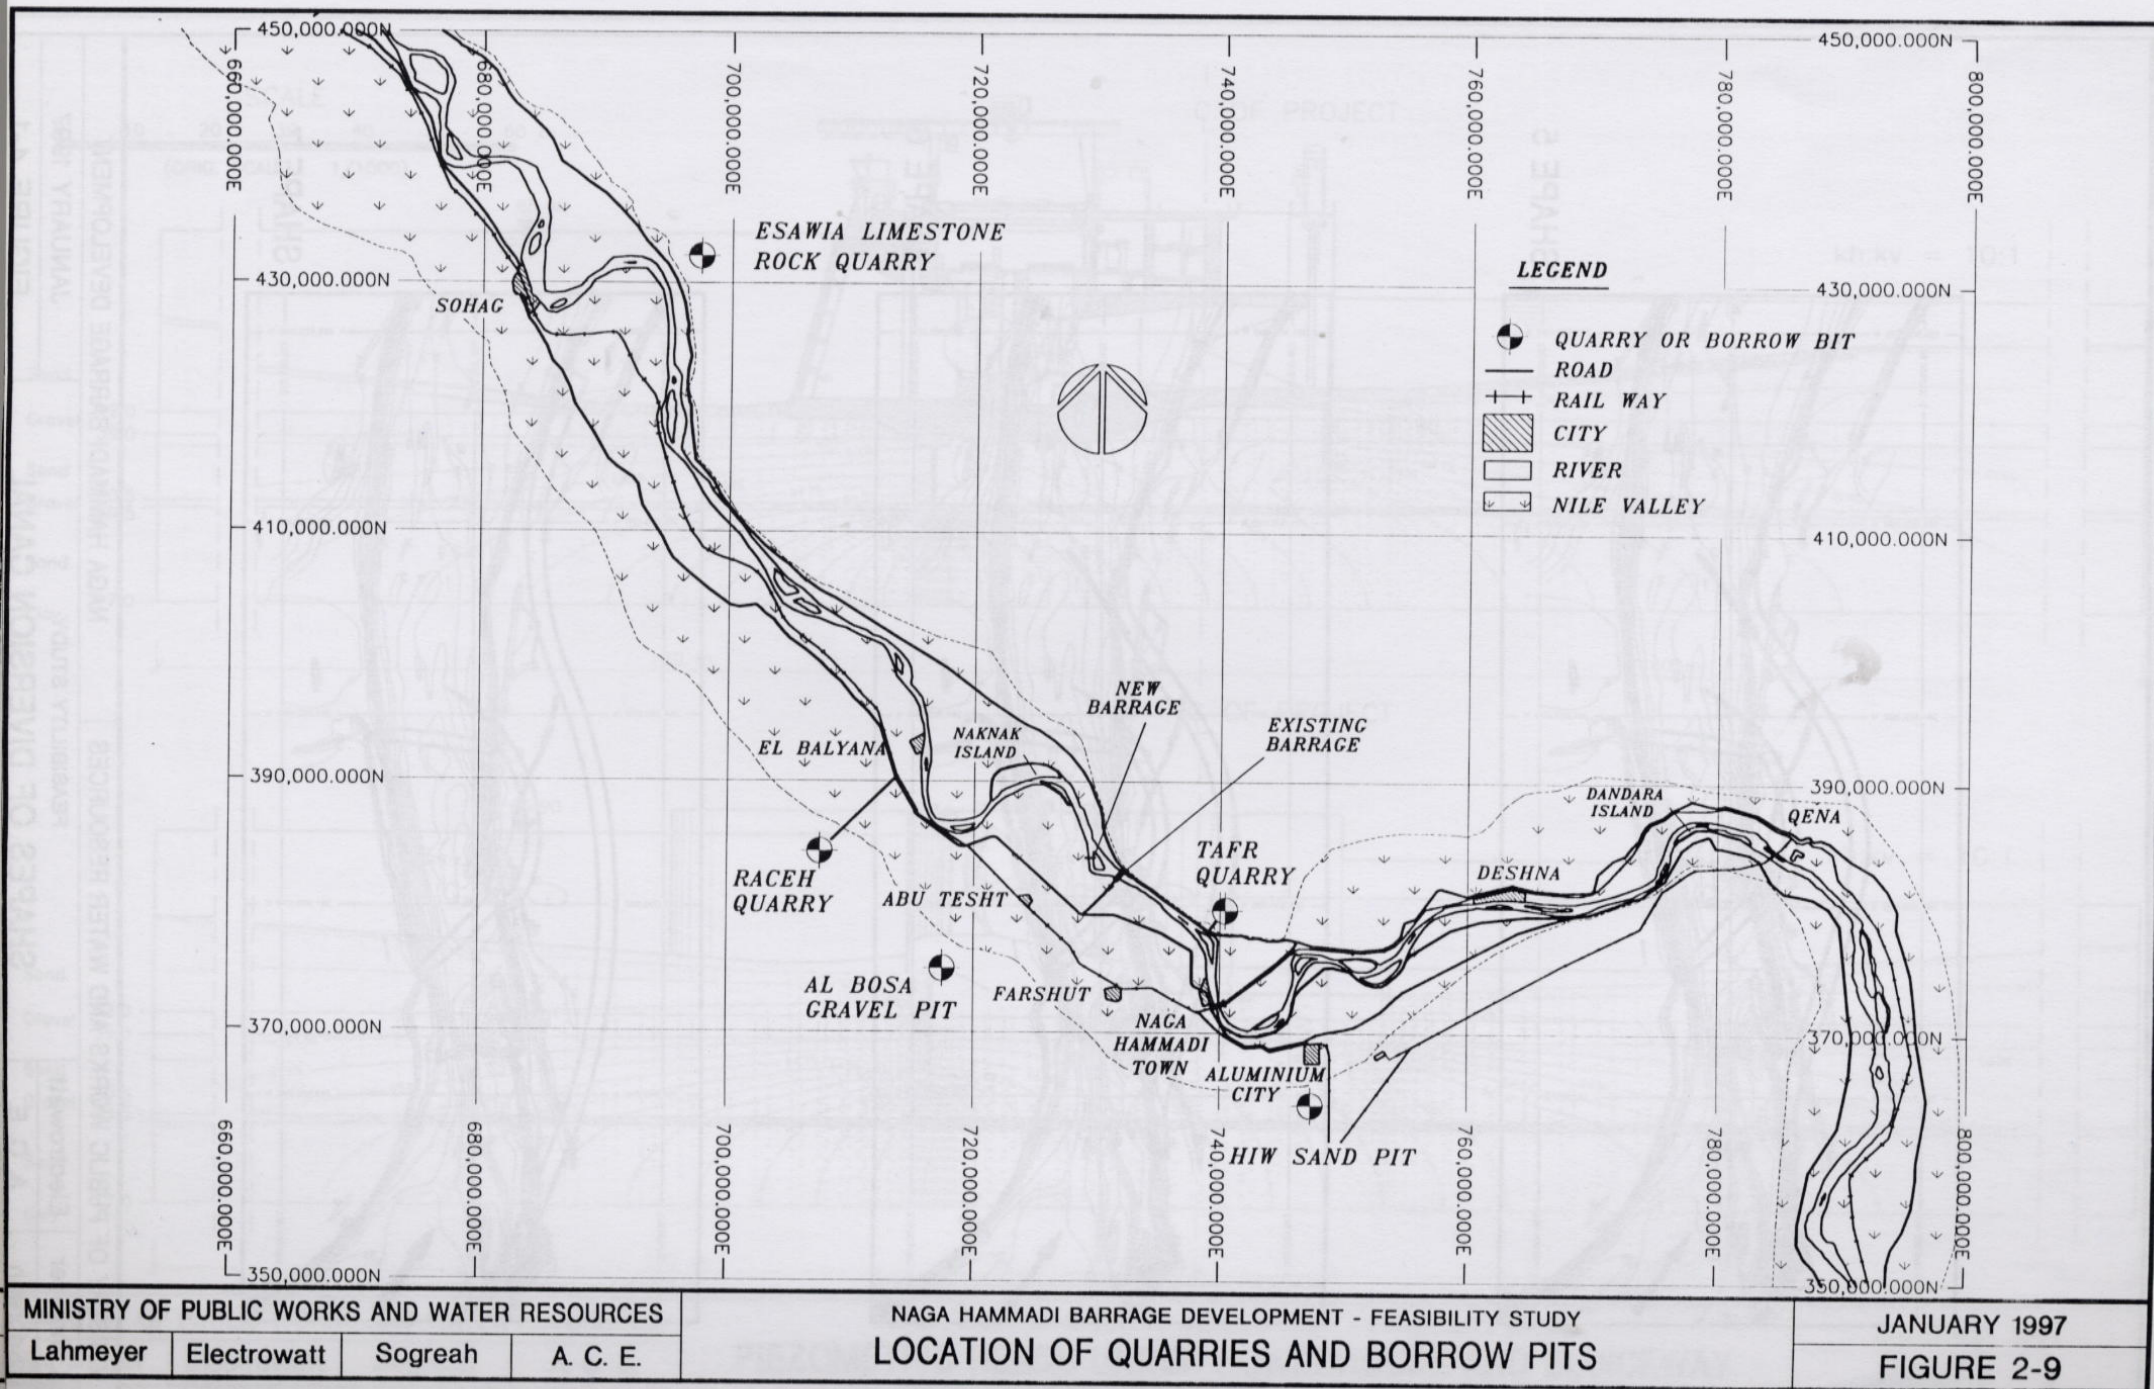 450,000.000N
450,000.000N
660,000.000E
680,000.000E
700,000.000E
720,000.000E
740,000.000E
760,000.000E
780,000.000E
800,000.000E
ESAWIA LIMESTONE
ROCK QUARRY
430,000.000N
SOHAG
LEGEND
430,000.000N
QUARRY OR BORROW BIT
ROAD
RAIL WAY
CITY
RIVER
NILE VALLEY
410,000.000N
410,000.000N
NEW
BARRAGE
EXISTING
BARRAGE
NAKNAK
ISLAND
EL BALYANA
390,000.000N
390,000.000N
DANDARA
ISLAND
QENA
RACEH
QUARRY
ABU TESHT
TAFR
QUARRY
DESHNA
AL BOSA
GRAVEL PIT
FARSHUT
NAGA
HAMMADI
TOWN
ALUMINIUM
CITY
370,000.000N
370,000.000N
HIW SAND PIT
660,000.000E
680,000.000E
700,000.000E
720,000.000E
740,000.000E
760,000.000E
780,000.000E
800,000.000E
350,000.000N
350,000.000N
MINISTRY OF PUBLIC WORKS AND WATER RESOURCES
Lahmeyer
Electrowatt
Sogreah
A. C. E.
NAGA HAMMADI BARRAGE DEVELOPMENT - FEASIBILITY STUDY
LOCATION OF QUARRIES AND BORROW PITS
JANUARY 1997
FIGURE 2-9